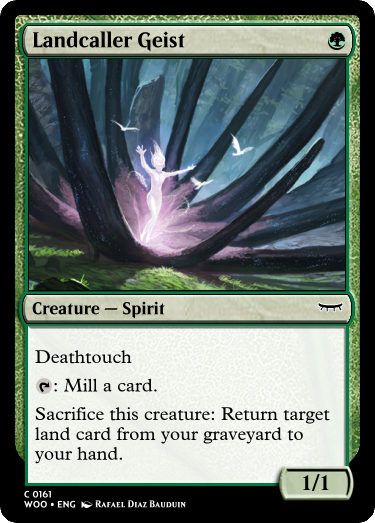 Landcaller Geist
Creature — Spirit
Deathtouch
: Mill a card.
Sacrifice this creature: Return target
land card from your graveyard to
your hand.
1/1
C 0161
WOO • ENG Rafael Diaz Bauduin